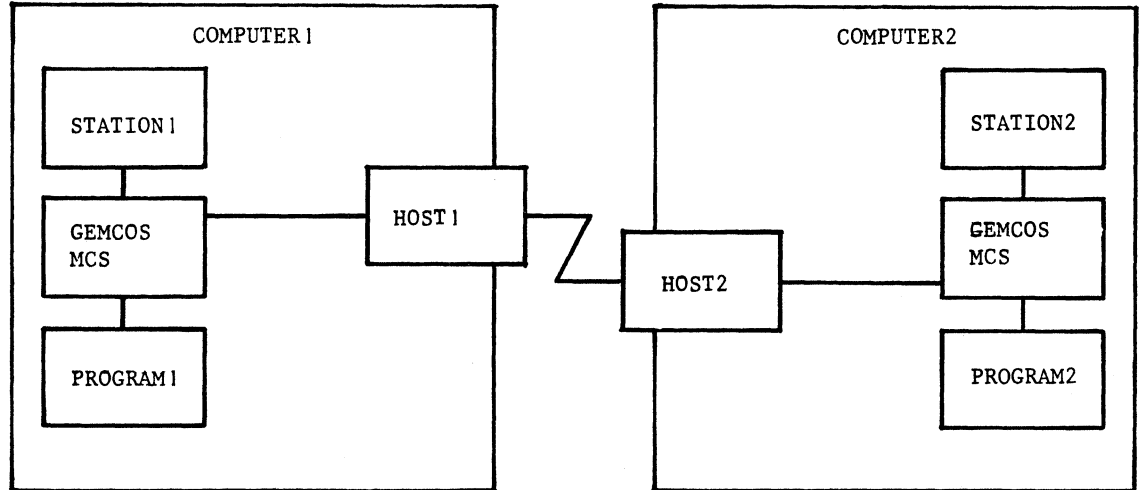 COMPUTER1
COMPUTER2
STATION1
GEMCOS
MCS
PROGRAM1
HOST1
HOST2
STATION2
GEMCOS
MCS
PROGRAM2